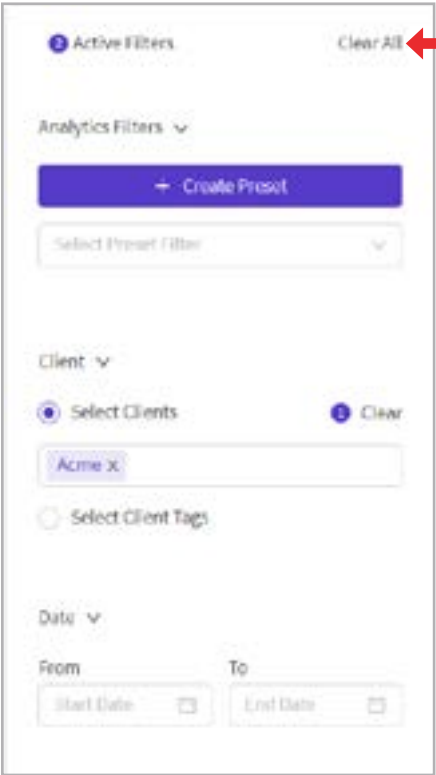 2 Active Filters Clear All
Analytics Filters
+ Create Preset
Select Preset Filter
Client
Select Clients 1 Clear
Acme x
Select Client Tags
Date
From To
Start Date End Date